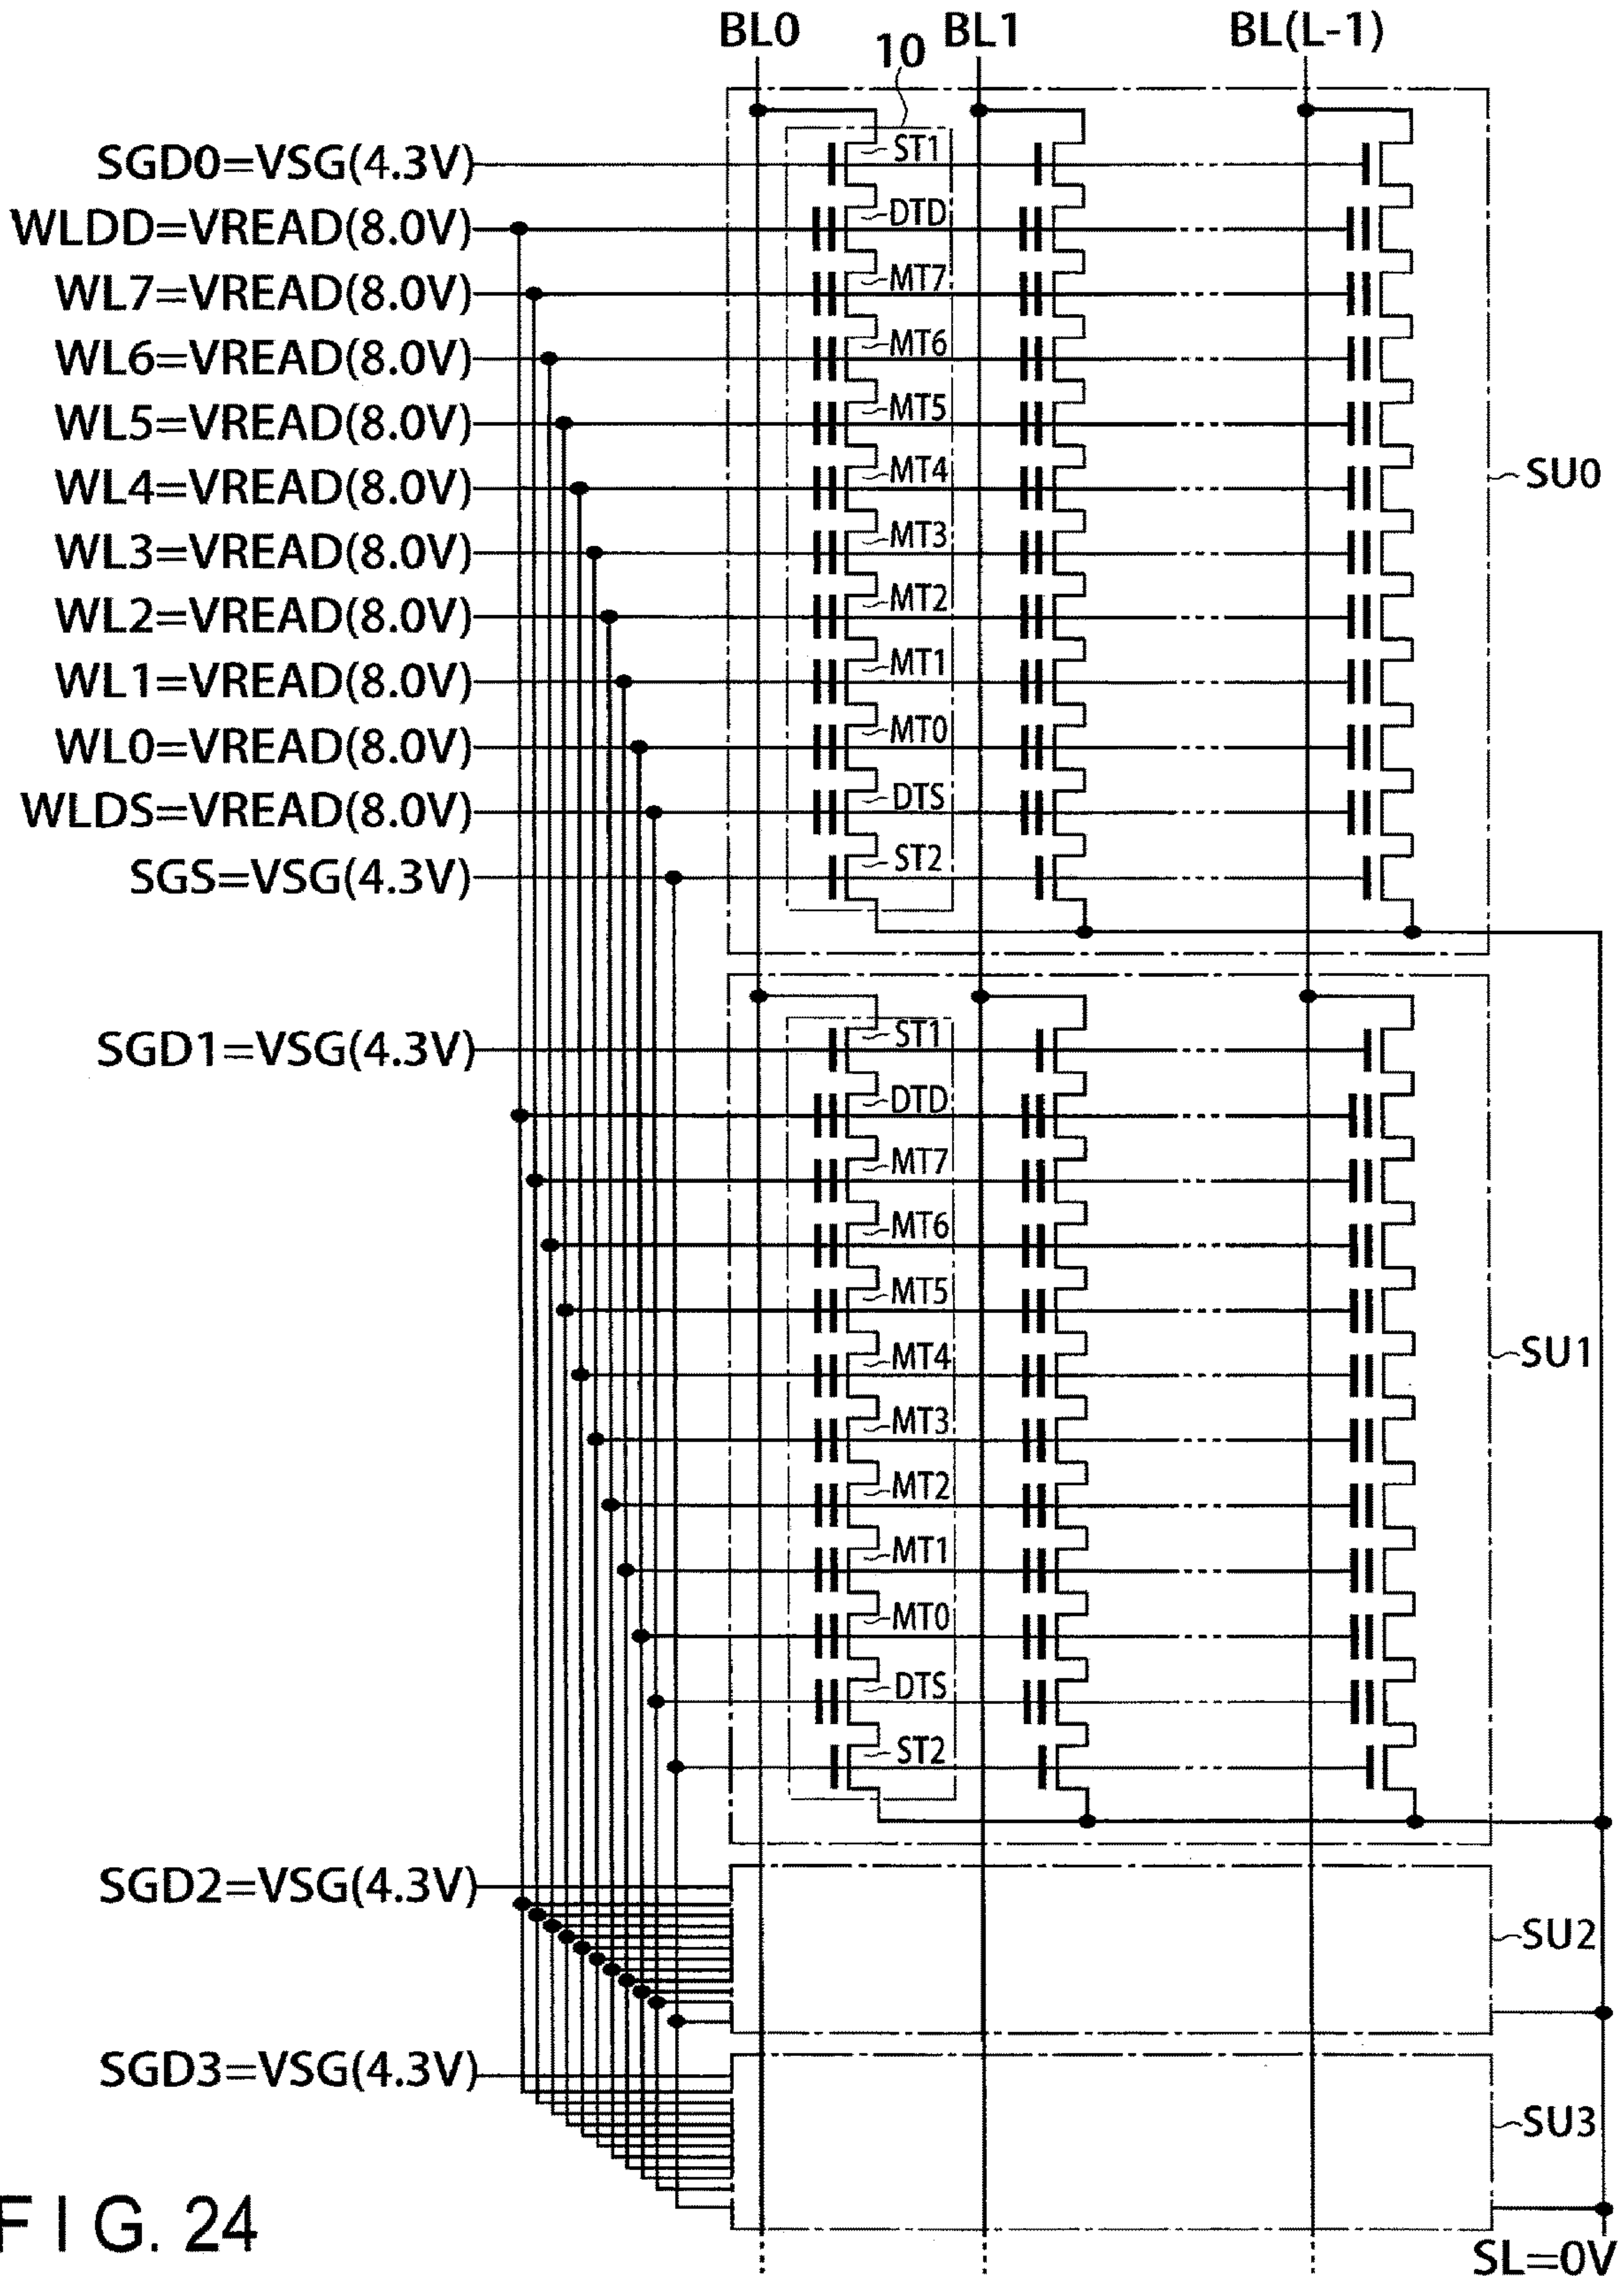 BL0 BL1 BL(L-1)
10
SGD0=VSG(4.3V) ST1
WLDD=VREAD(8.0V) DTD
WL7=VREAD(8.0V) MT7
WL6=VREAD(8.0V) MT6
WL5=VREAD(8.0V) MT5
WL4=VREAD(8.0V) MT4 SU0
WL3=VREAD(8.0V) MT3
WL2=VREAD(8.0V) MT2
WL1=VREAD(8.0V) MT1
WL0=VREAD(8.0V) MT0
WLDS=VREAD(8.0V) DTS
SGS=VSG(4.3V) ST2
SGD1=VSG(4.3V) ST1
DTD
MT7
MT6
MT5
MT4 SU1
MT3
MT2
MT1
MT0
DTS
ST2
SGD2=VSG(4.3V)
SU2
SGD3=VSG(4.3V)
SU3
FIG. 24
SL=0V